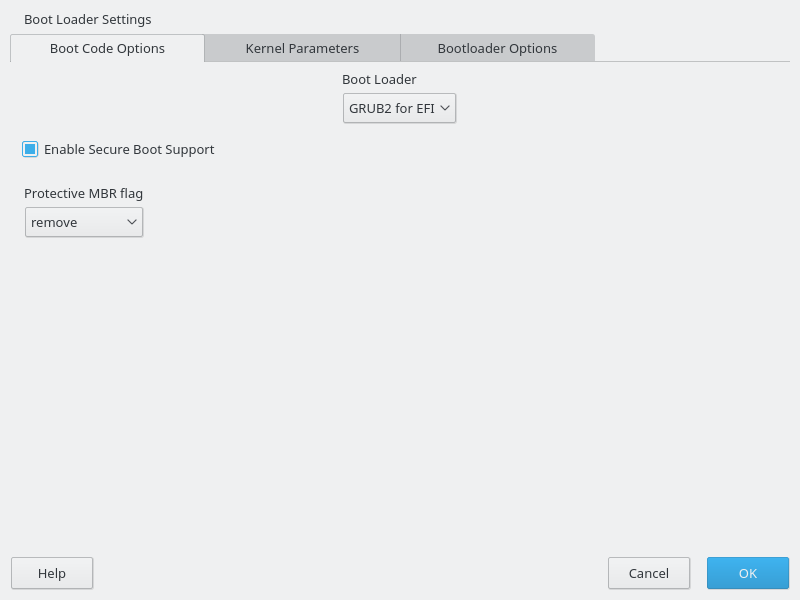 Boot Loader Settings
Boot Code Options Kernel Parameters Bootloader Options
Boot Loader
GRUB2 for EFI
Enable Secure Boot Support
Protective MBR flag
remove
Help Cancel OK